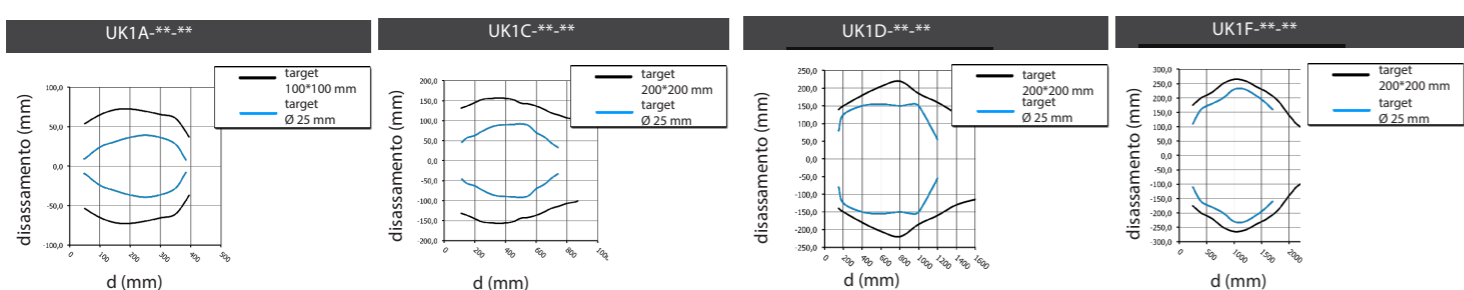 UK1A-**-**
target
100*100 mm
target
Ø 25 mm
disassamento (mm)
100,0
50,0
0,0
-50,0
-100,0
0
100
200
300
400
500
d (mm)
UK1C-**-**
target
200*200 mm
target
Ø 25 mm
disassamento (mm)
200,0
150,0
100,0
50,0
0,0
-50,0
-100,0
-150,0
-200,0
0
200
400
600
800
d (mm)
UK1D-**-**
target
200*200 mm
target
Ø 25 mm
disassamento (mm)
250,0
200,0
150,0
100,0
50,0
0,0
-50,0
-100,0
-150,0
-200,0
-250,0
0
200
400
600
800
1000
1200
1400
1600
d (mm)
UK1F-**-**
target
200*200 mm
target
Ø 25 mm
disassamento (mm)
300,0
250,0
200,0
150,0
100,0
50,0
0,0
-50,0
-100,0
-150,0
-200,0
-250,0
-300,0
0
500
1000
1500
2000
d (mm)